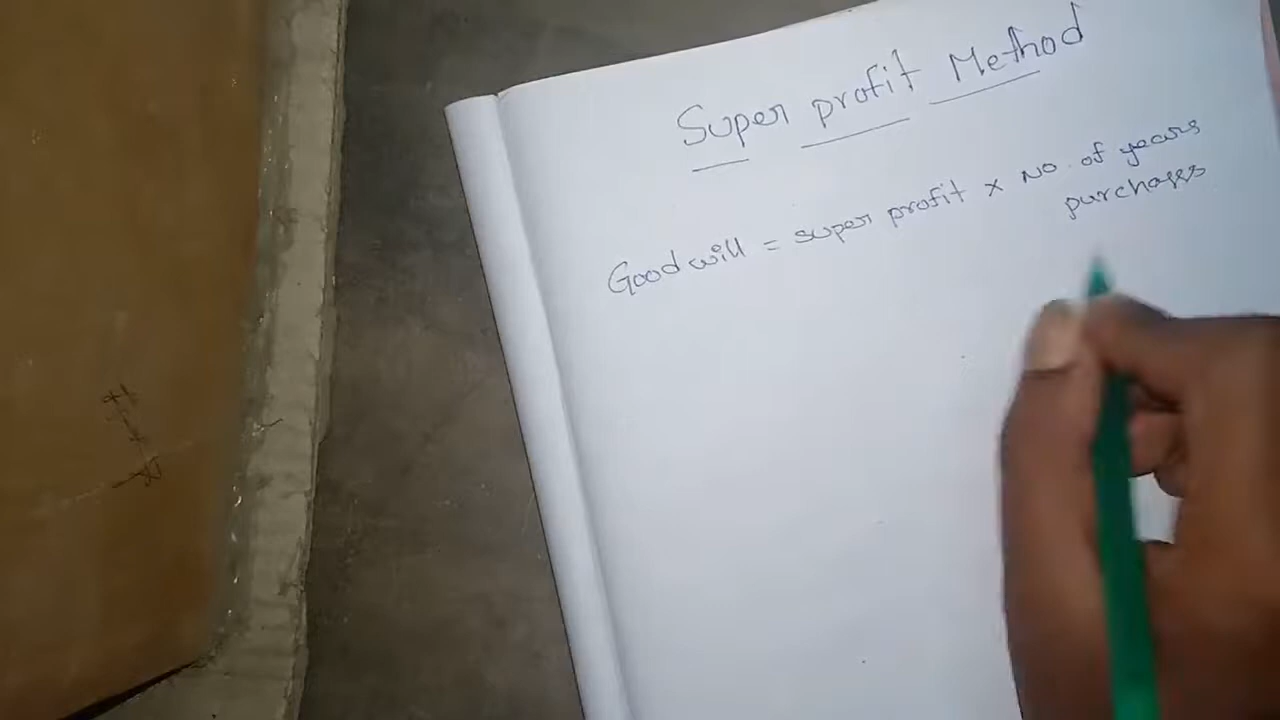 Super profit Method
Goodwill = super profit × No. of years
purchases